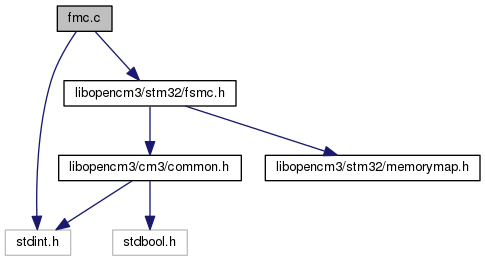 fmc.c
libopencm3/stm32/fsmc.h
libopencm3/cm3/common.h
libopencm3/stm32/memorymap.h
stdint.h
stdbool.h